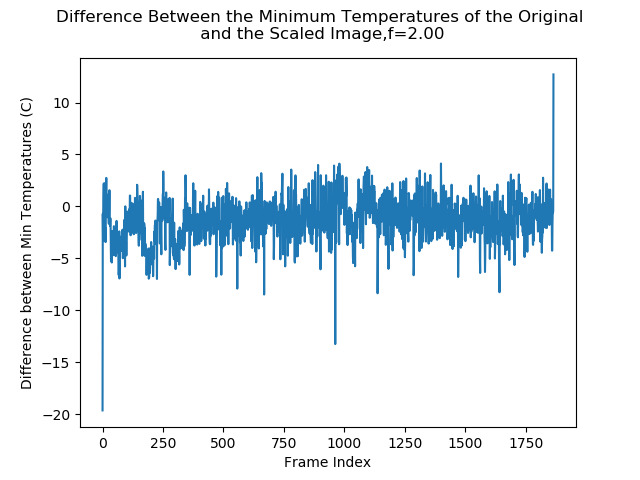 Difference Between the Minimum Temperatures of the Original
and the Scaled Image,f=2.00
Difference between Min Temperatures (C)
10
5
0
−5
−10
−15
−20
0 250 500 750 1000 1250 1500 1750
Frame Index